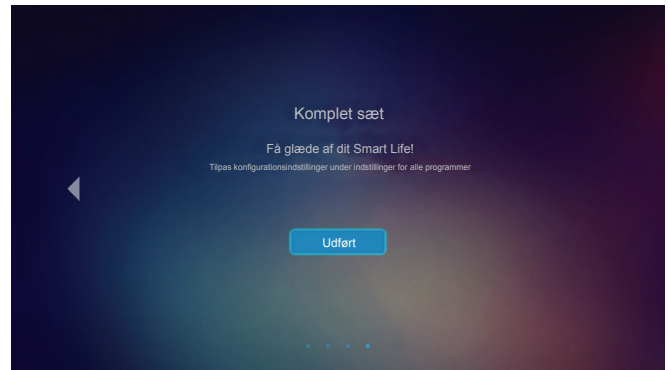 Komplet sæt
Få glæde af dit Smart Life!
Tilpas konfigurationsindstillinger under indstillinger for alle programmer
Udført